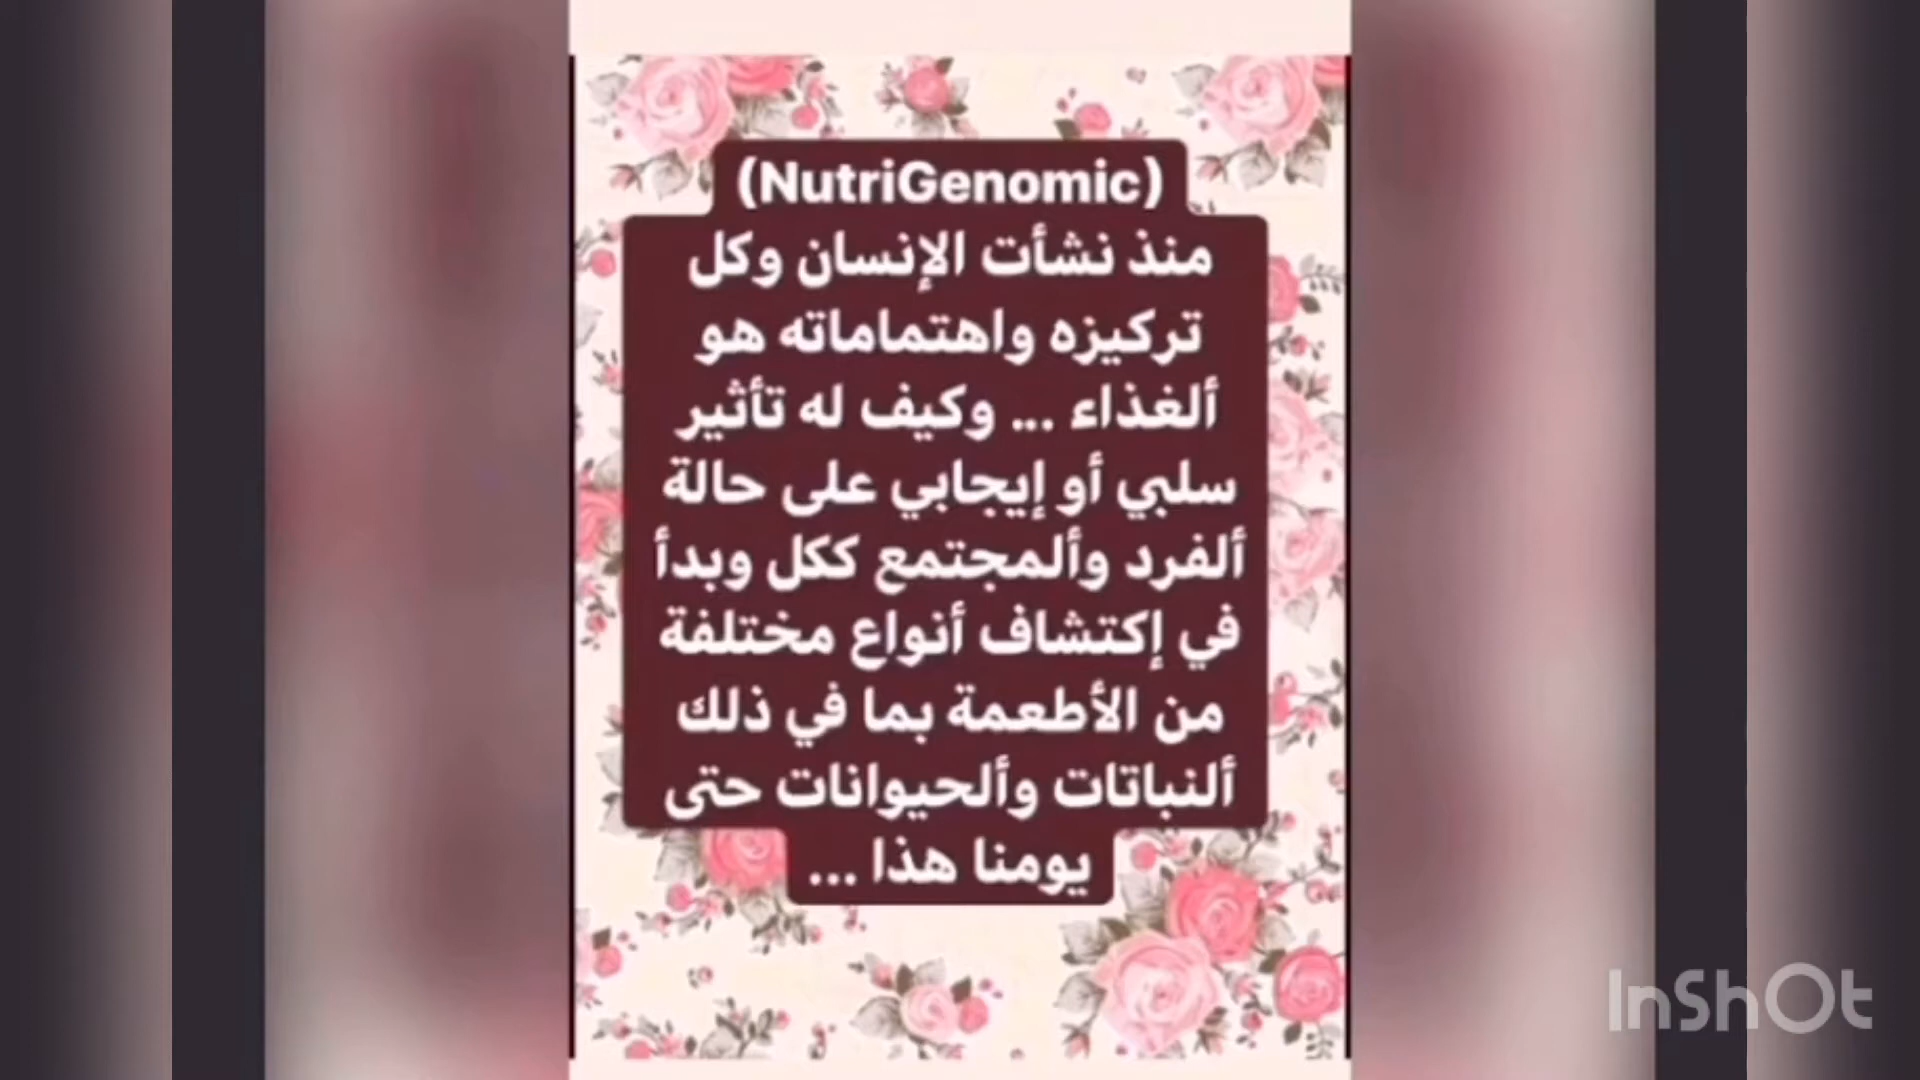 (NutriGenomic)
منذ نشأت الإنسان وكل
تركيزه واهتماماته هو
ألغذاء ... وكيف له تأثير
سلبي أو إيجابي على حالة
ألفرد وألمجتمع ككل وبدأ
في إكتشاف أنواع مختلفة
من الأطعمة بما في ذلك
ألنباتات وألحيوانات حتى
يومنا هذا ...
InShOt